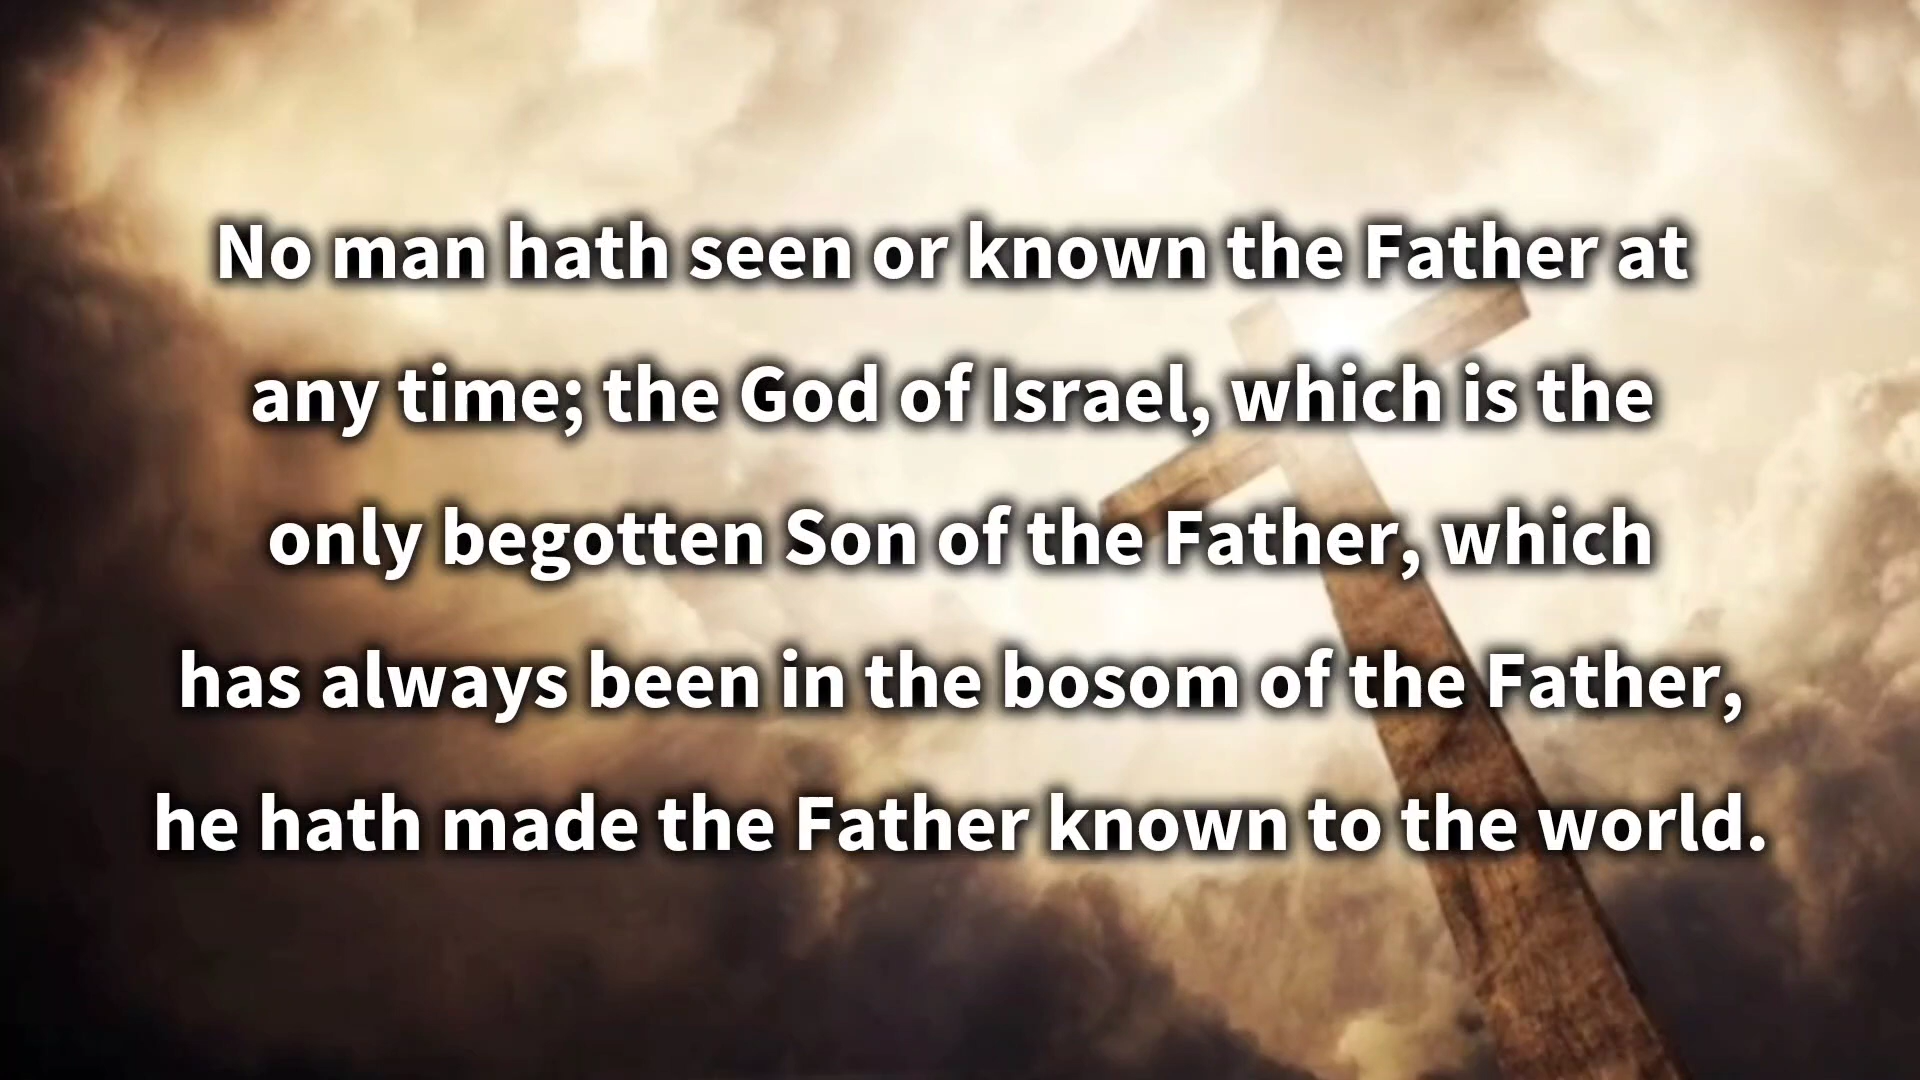 No man hath seen or known the Father at
any time; the God of Israel, which is the
only begotten Son of the Father, which
has always been in the bosom of the Father,
he hath made the Father known to the world.